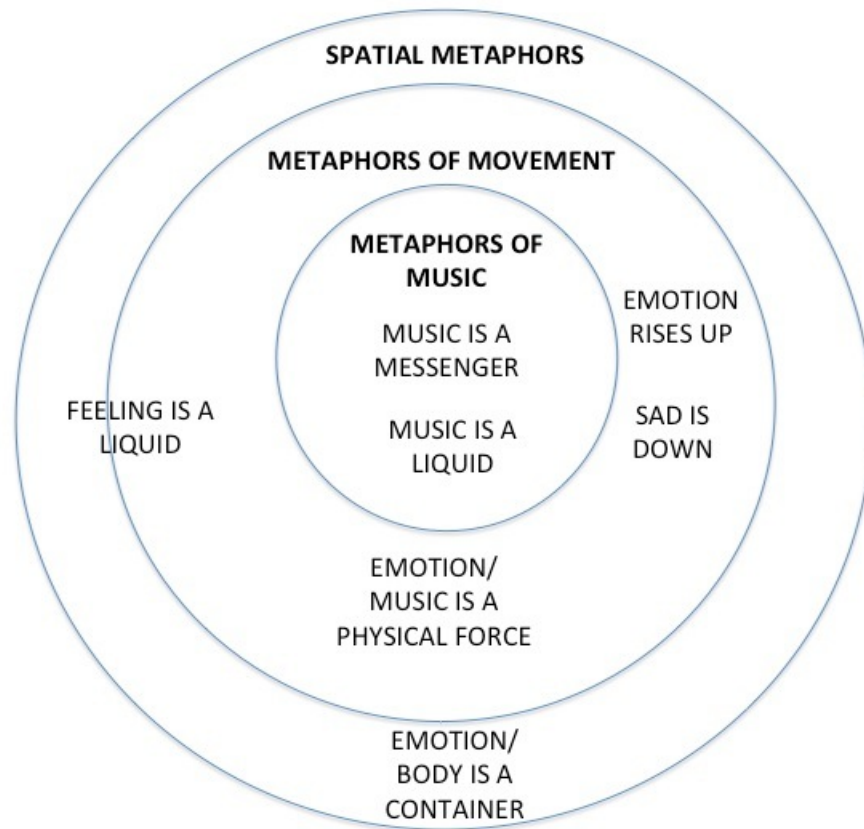 SPATIAL METAPHORS
METAPHORS OF MOVEMENT
METAPHORS OF
MUSIC
MUSIC IS A
MESSENGER
MUSIC IS A
LIQUID
EMOTION
RISES UP
SAD IS
DOWN
FEELING IS A
LIQUID
EMOTION/
MUSIC IS A
PHYSICAL FORCE
EMOTION/
BODY IS A
CONTAINER